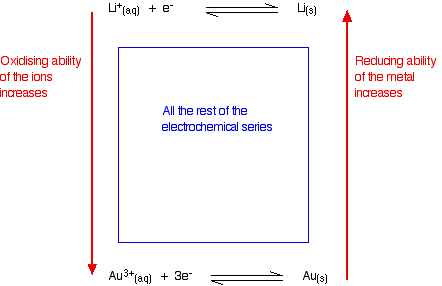 Li⁺(aq) + e⁻ ⇌ Li(s)
Oxidising ability
of the ions
increases
Reducing ability
of the metal
increases
All the rest of the
electrochemical series
Au³⁺(aq) + 3e⁻ ⇌ Au(s)